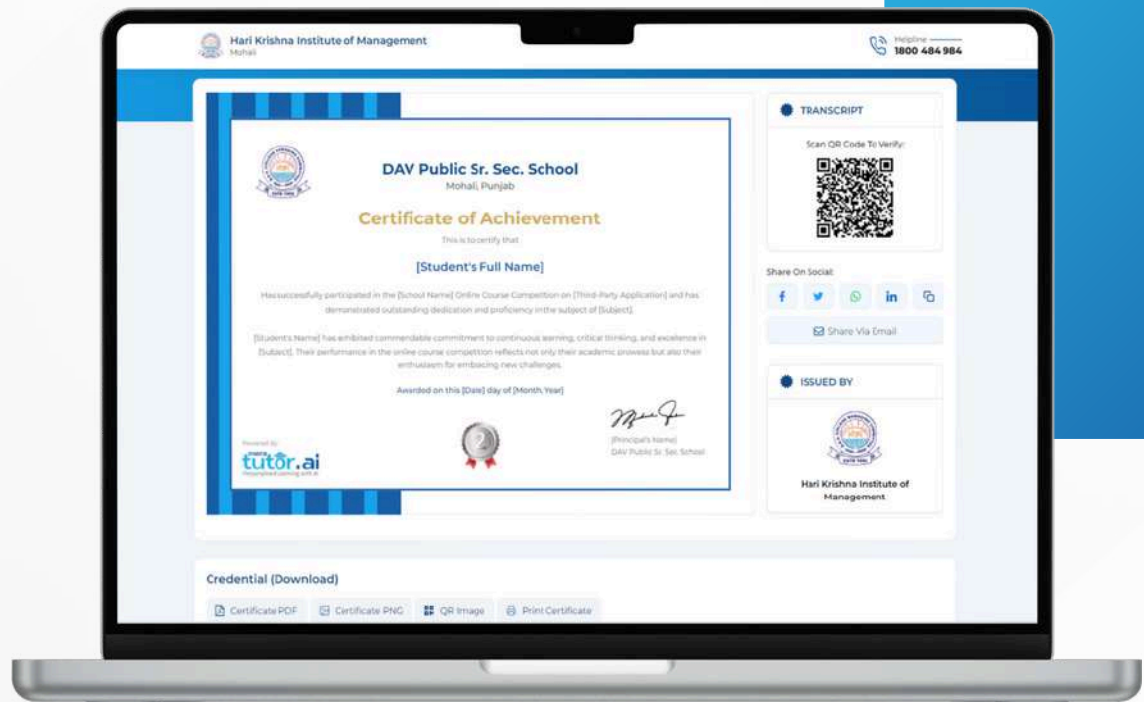 Hari Krishna Institute of Management
Mohali
Helpline
1800 484 984
DAV Public Sr. Sec. School
Mohali, Punjab
Certificate of Achievement
This is to certify that
[Student's Full Name]
Has successfully participated in the [School Name] Online Course Competition on [Third-Party Application] and has
demonstrated outstanding dedication and proficiency in the subject of [Subject].
[Student's Name] has exhibited commendable commitment to continuous learning, critical thinking, and excellence in
[Subject]. Their performance in the online course competition reflects not only their academic prowess but also their
enthusiasm for embracing new challenges.
Awarded on this [Date] day of [Month, Year]
2
[Principal's Name]
DAV Public Sr. Sec. School
Powered by
tutor.ai
Personalised Learning with AI
TRANSCRIPT
Scan QR Code To Verify:
Share On Social:
Share Via Email
ISSUED BY
Hari Krishna Institute of
Management
Credential (Download)
Certificate PDF
Certificate PNG
QR Image
Print Certificate